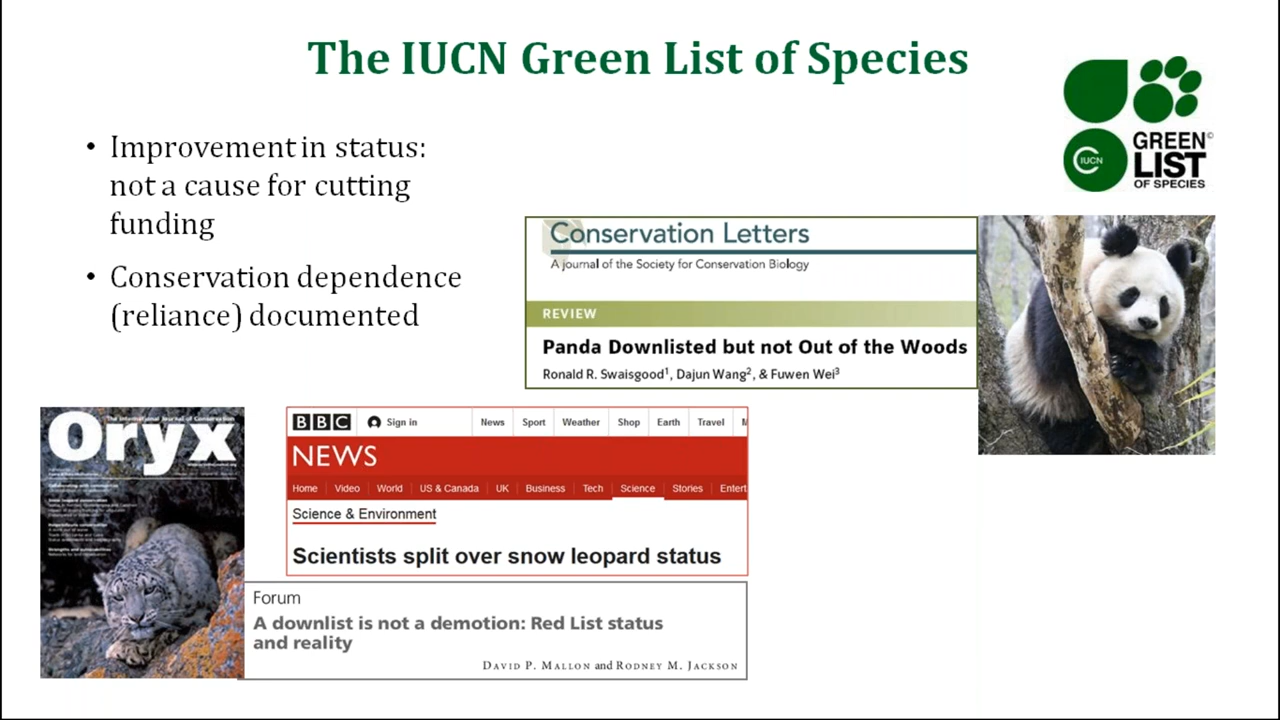 The IUCN Green List of Species
GREEN©
LIST
OF SPECIES
IUCN
• Improvement in status:
not a cause for cutting
funding
• Conservation dependence
(reliance) documented
Conservation Letters
A journal of the Society for Conservation Biology
REVIEW
Panda Downlisted but not Out of the Woods
Ronald R. Swaisgood1, Dajun Wang2, & Fuwen Wei3
The International Journal of Conservation
Oryx
BBC Sign in News Sport Weather Shop Earth Travel M
NEWS
Home Video World US & Canada UK Business Tech Science Stories Entert
Science & Environment
Scientists split over snow leopard status
Forum
A downlist is not a demotion: Red List status
and reality
DAVID P. MALLON and RODNEY M. JACKSON